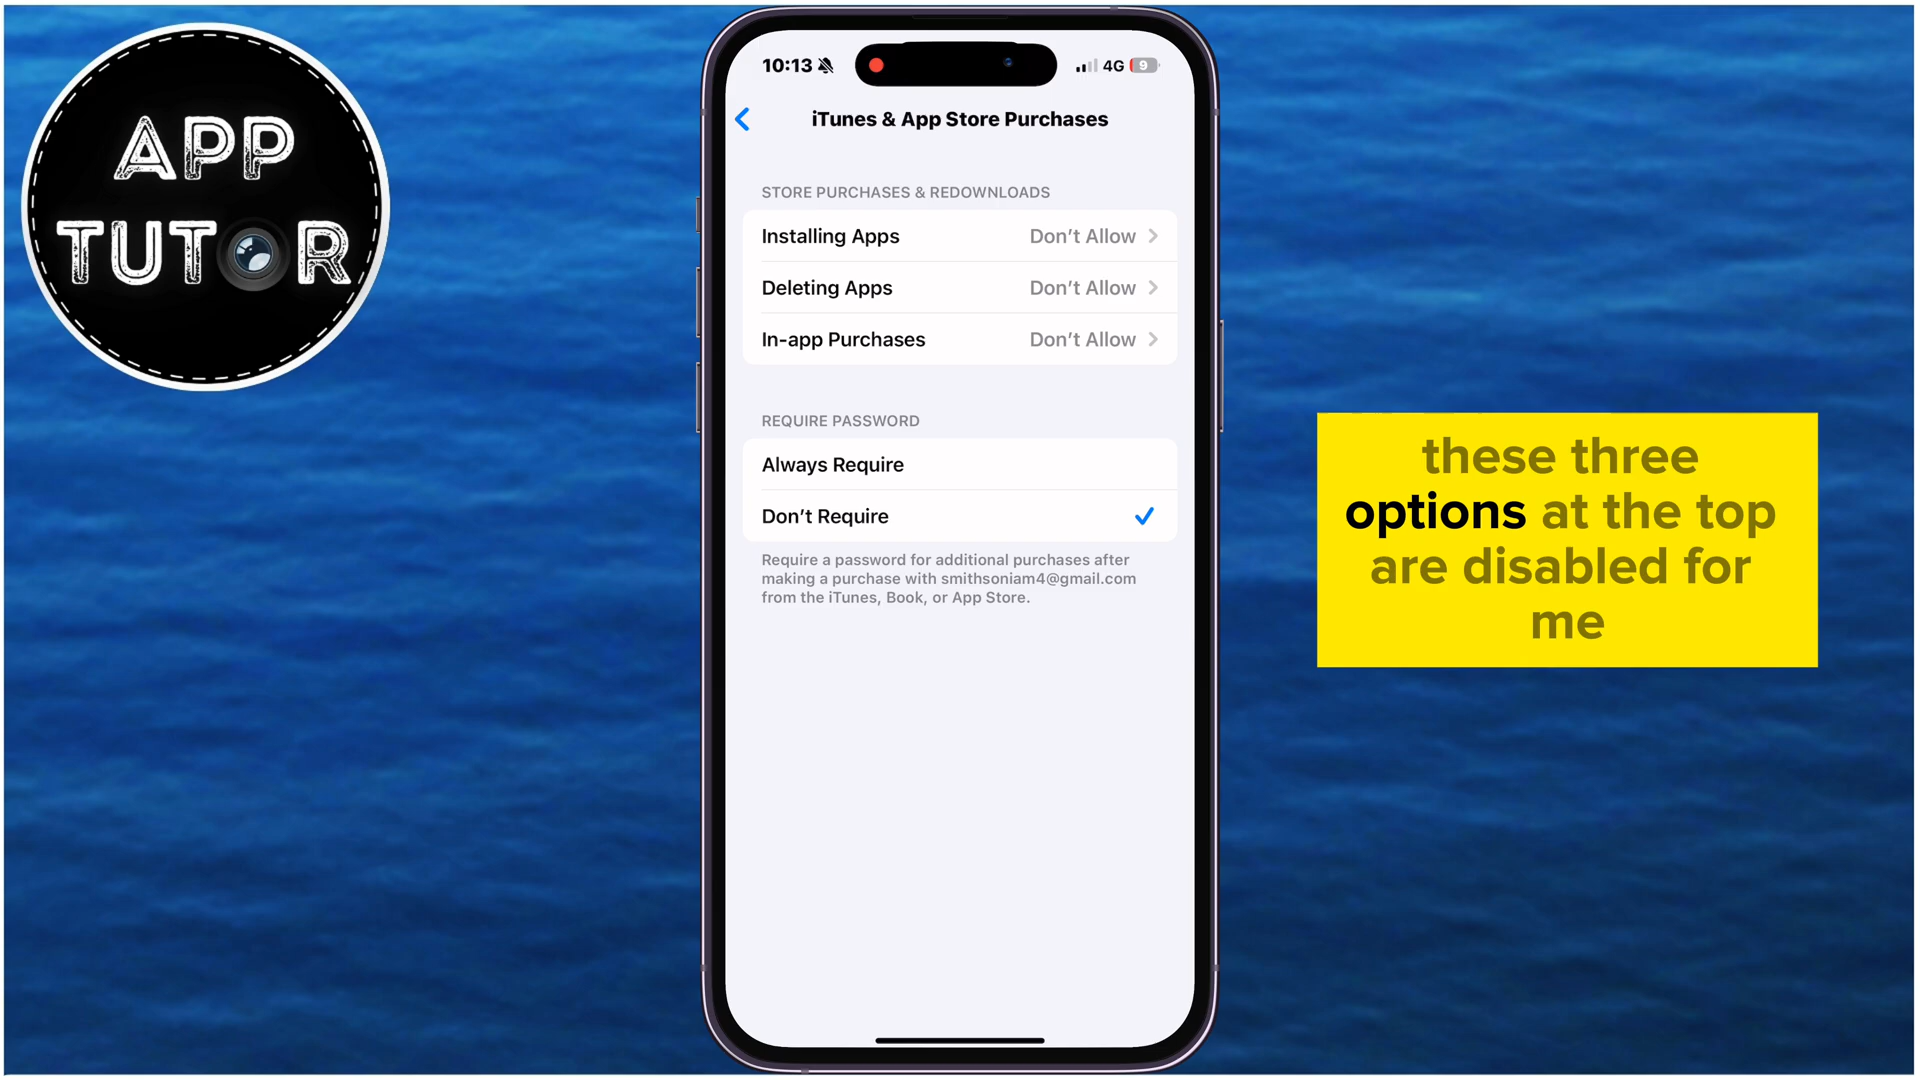 APP
TUTOR
10:13
4G
9
iTunes & App Store Purchases
STORE PURCHASES & REDOWNLOADS
Installing Apps Don't Allow
Deleting Apps Don't Allow
In-app Purchases Don't Allow
REQUIRE PASSWORD
Always Require
Don't Require
Require a password for additional purchases after
making a purchase with smithsoniam4@gmail.com
from the iTunes, Book, or App Store.
these three
options at the top
are disabled for
me